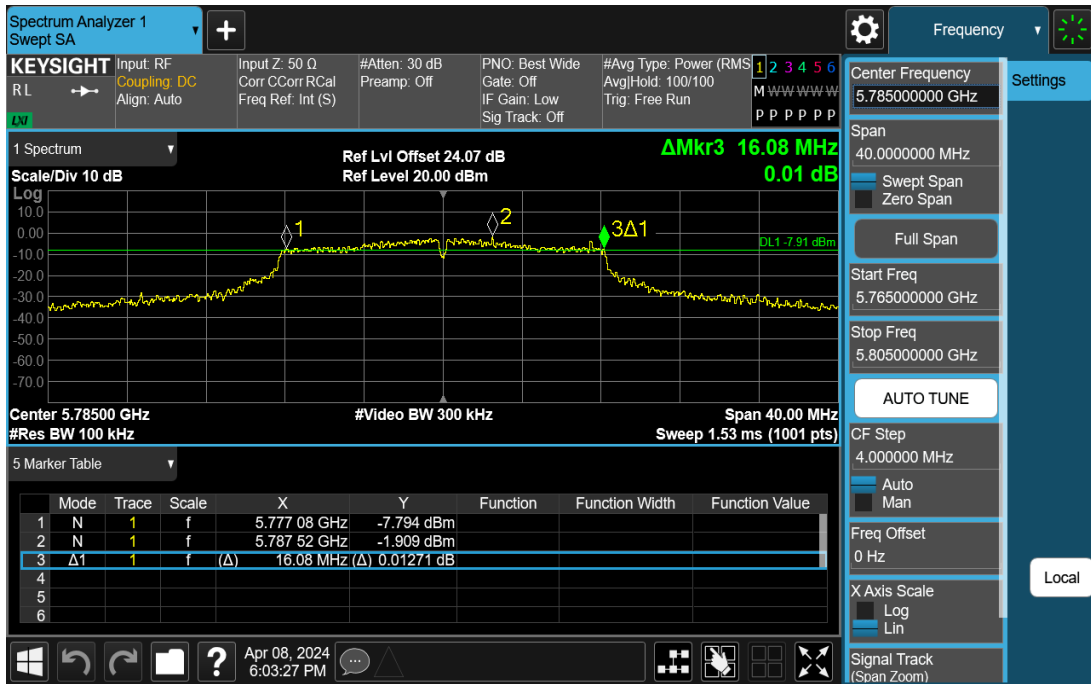 Spectrum Analyzer 1
Swept SA
+
Frequency
KEYSIGHT
R L
LXI
Input: RF
Coupling: DC
Align: Auto
Input Z: 50 Ω
Corr CCorr RCal
Freq Ref: Int (S)
#Atten: 30 dB
Preamp: Off
PNO: Best Wide
Gate: Off
IF Gain: Low
Sig Track: Off
#Avg Type: Power (RMS
Avg|Hold: 100/100
Trig: Free Run
1 2 3 4 5 6
M W W W W W
P P P P P P
1 Spectrum
Scale/Div 10 dB
Ref Lvl Offset 24.07 dB
Ref Level 20.00 dBm
ΔMkr3 16.08 MHz
0.01 dB
Log
10.0
0.00
-10.0
-20.0
-30.0
-40.0
-50.0
-60.0
-70.0
1
2
3Δ1
DL1 -7.91 dBm
Center 5.78500 GHz
#Video BW 300 kHz
Span 40.00 MHz
#Res BW 100 kHz
Sweep 1.53 ms (1001 pts)
5 Marker Table
Mode Trace Scale X Y Function Function Width Function Value
1 N 1 f 5.777 08 GHz -7.794 dBm
2 N 1 f 5.787 52 GHz -1.909 dBm
3 Δ1 1 f (Δ) 16.08 MHz (Δ) 0.01271 dB
4
5
6
?
Apr 08, 2024
6:03:27 PM
Center Frequency
5.785000000 GHz
Span
40.0000000 MHz
Swept Span
Zero Span
Full Span
Start Freq
5.765000000 GHz
Stop Freq
5.805000000 GHz
AUTO TUNE
CF Step
4.000000 MHz
Auto
Man
Freq Offset
0 Hz
X Axis Scale
Log
Lin
Signal Track
(Span Zoom)
Settings
Local